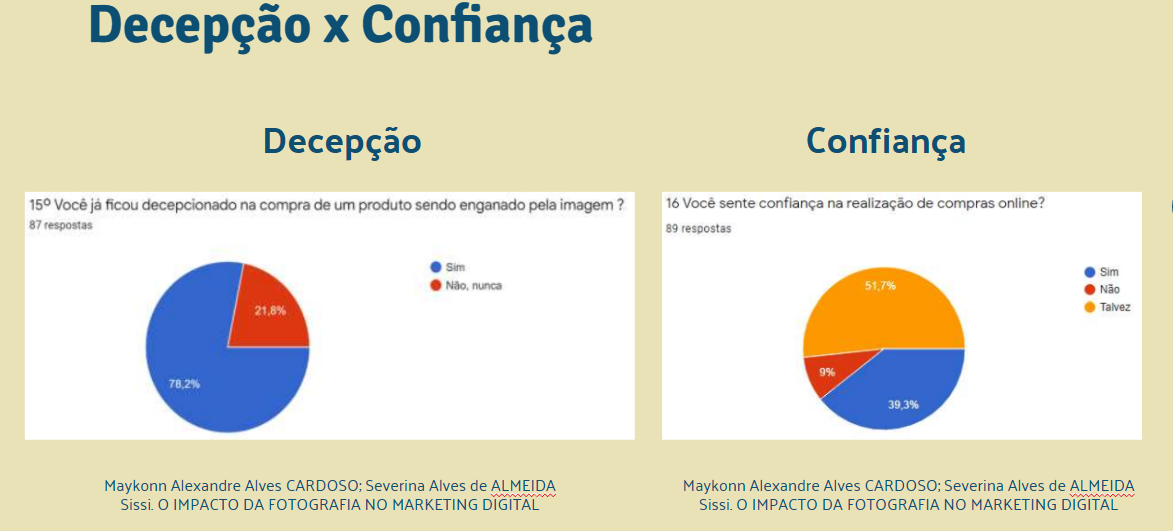 Decepção x Confiança
Decepção
Confiança
15º Você já ficou decepcionado na compra de um produto sendo enganado pela imagem ?
87 respostas
Sim
Não, nunca
21,8%
78,2%
16 Você sente confiança na realização de compras online?
89 respostas
Sim
Não
Talvez
51,7%
9%
39,3%
Maykonn Alexandre Alves CARDOSO; Severina Alves de ALMEIDA
Sissi. O IMPACTO DA FOTOGRAFIA NO MARKETING DIGITAL
Maykonn Alexandre Alves CARDOSO; Severina Alves de ALMEIDA
Sissi. O IMPACTO DA FOTOGRAFIA NO MARKETING DIGITAL